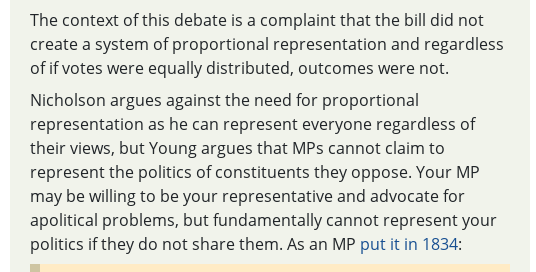 The context of this debate is a complaint that the bill did not
create a system of proportional representation and regardless
of if votes were equally distributed, outcomes were not.
Nicholson argues against the need for proportional
representation as he can represent everyone regardless of
their views, but Young argues that MPs cannot claim to
represent the politics of constituents they oppose. Your MP
may be willing to be your representative and advocate for
apolitical problems, but fundamentally cannot represent your
politics if they do not share them. As an MP put it in 1834: